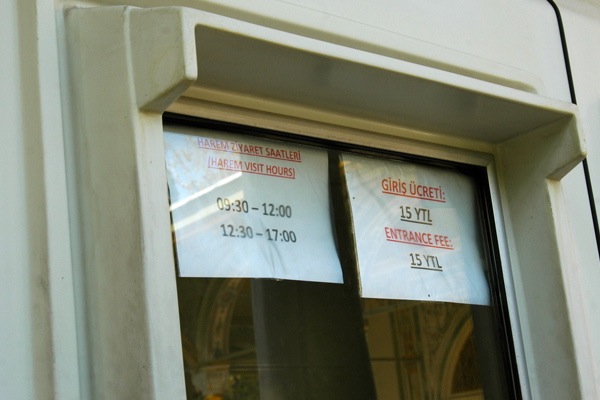 HAREM ZİYARET SAATLERİ
(HAREM VISIT HOURS)
09:30 – 12:00
12:30 – 17:00
GİRİŞ ÜCRETİ:
15 YTL
ENTRANCE FEE:
15 YTL